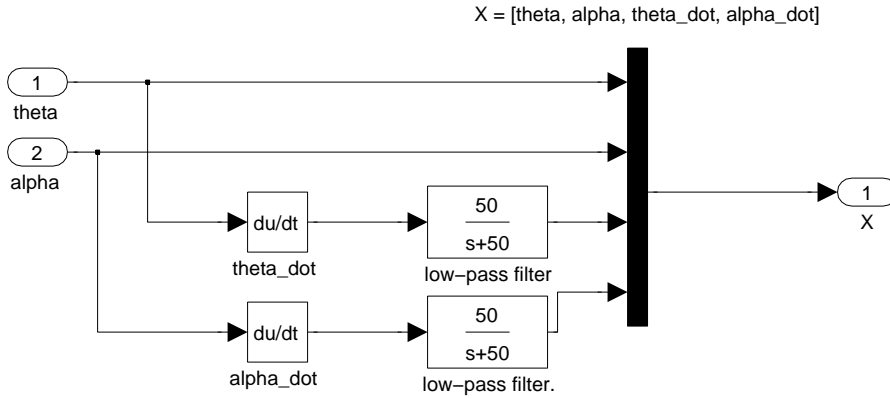 X = [theta, alpha, theta_dot, alpha_dot]
1
theta
2
alpha
du/dt
theta_dot
50
s+50
low−pass filter
du/dt
alpha_dot
50
s+50
low−pass filter.
1
X